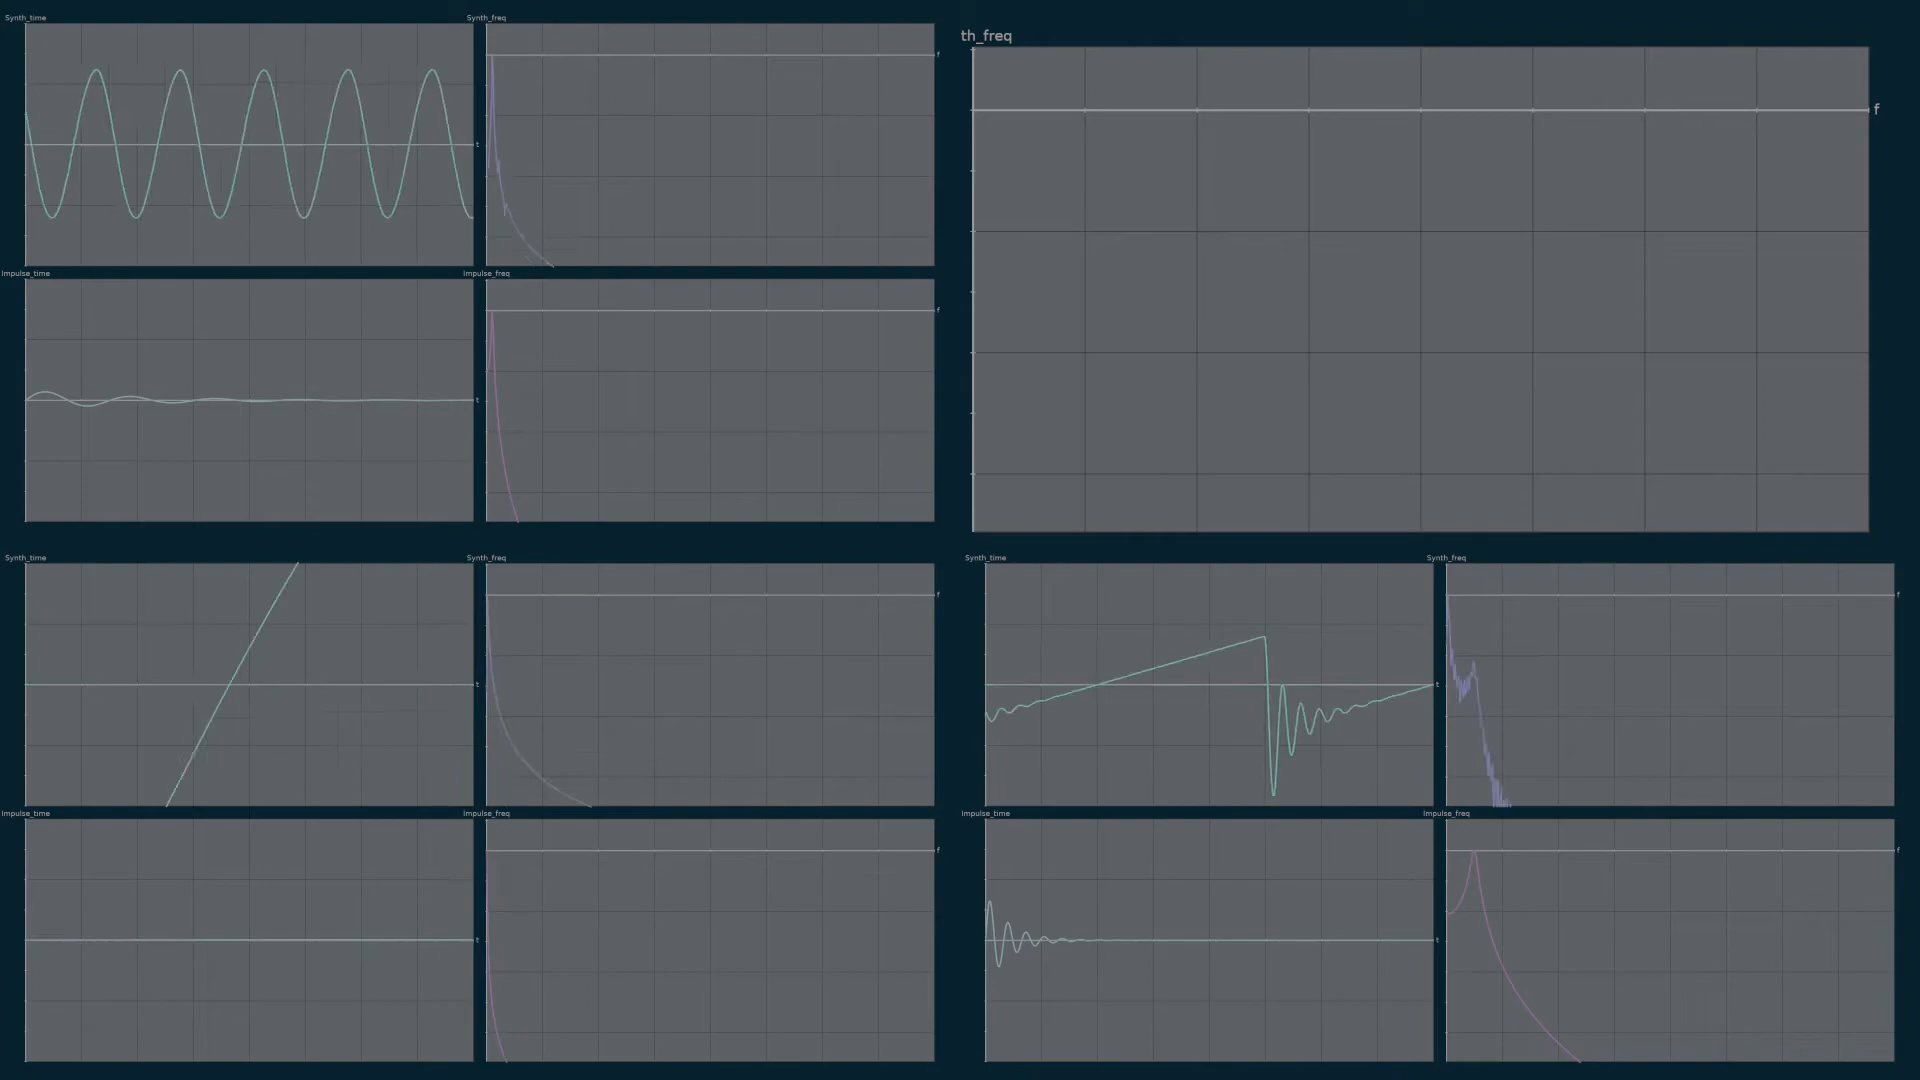 Synth_time
Synth_freq
f
t
Impulse_time
Impulse_freq
f
t
th_freq
f
Synth_time
Synth_freq
f
t
Impulse_time
Impulse_freq
f
t
Synth_time
Synth_freq
f
t
Impulse_time
Impulse_freq
f
t